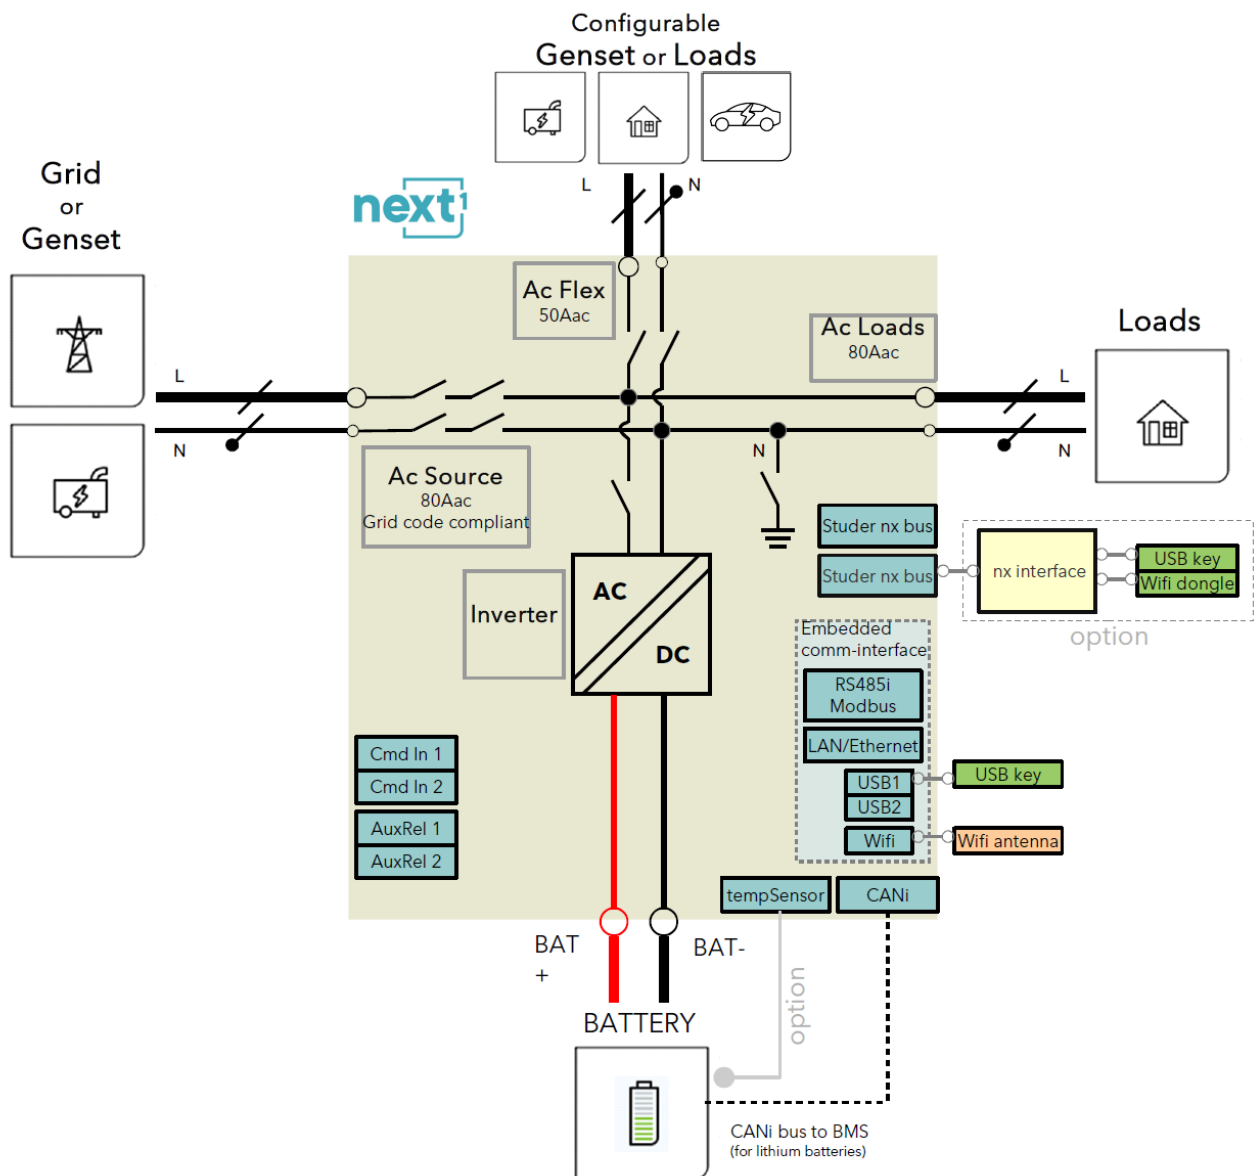 Configurable
Genset or Loads
L
N
Grid
or
Genset
next1
Ac Flex
50Aac
Ac Loads
80Aac
Loads
L
L
N
N
N
Ac Source
80Aac
Grid code compliant
Studer nx bus
Studer nx bus
nx interface
USB key
Wifi dongle
option
Inverter
AC
DC
Embedded
comm-interface
RS485i
Modbus
LAN/Ethernet
USB1
USB2
Wifi
USB key
Wifi antenna
Cmd In 1
Cmd In 2
AuxRel 1
AuxRel 2
tempSensor
CANi
BAT
+
BAT-
option
BATTERY
CANi bus to BMS
(for lithium batteries)